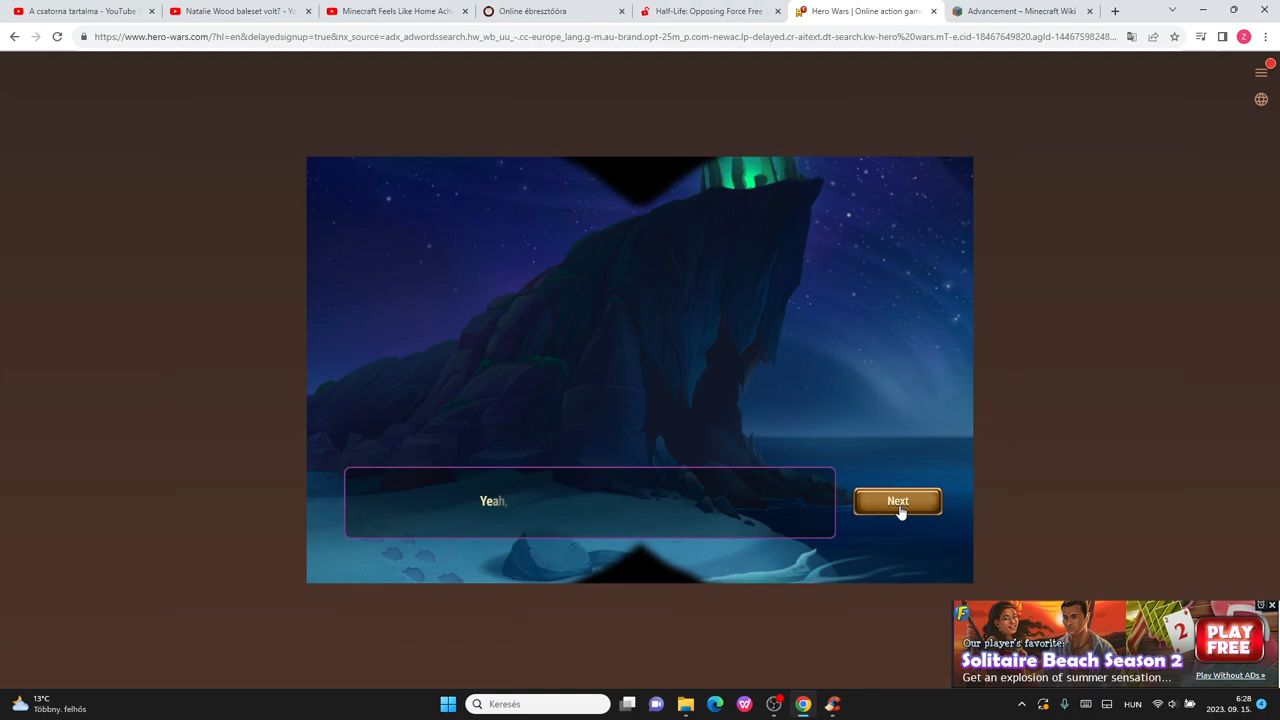 A csatorna tartalma - YouTube
Natalie Wood baleset volt? - Yo
Minecraft Feels Like Home Ach
Online ébresztőóra
Half-Life: Opposing Force Free
Hero Wars | Online action gam
Advancement – Minecraft Wiki
https://www.hero-wars.com/?hl=en&delayedsignup=true&nx_source=adx_adwordssearch.hw_wb_uu_-.cc-europe_lang.g-m.au-brand.opt-25m_p.com-newac.lp-delayed.cr-aitext.dt-search.kw-hero%20wars.mT-e.cid-18467649820.agId-14467598248...
Z
Yeah,
Next
F
2
Our player's favorite:
Solitaire Beach Season 2
Get an explosion of summer sensation...
PLAY
FREE
Play Without ADs »
13°C
Többny. felhős
Keresés
HUN
6:28
2023. 09. 15.
4